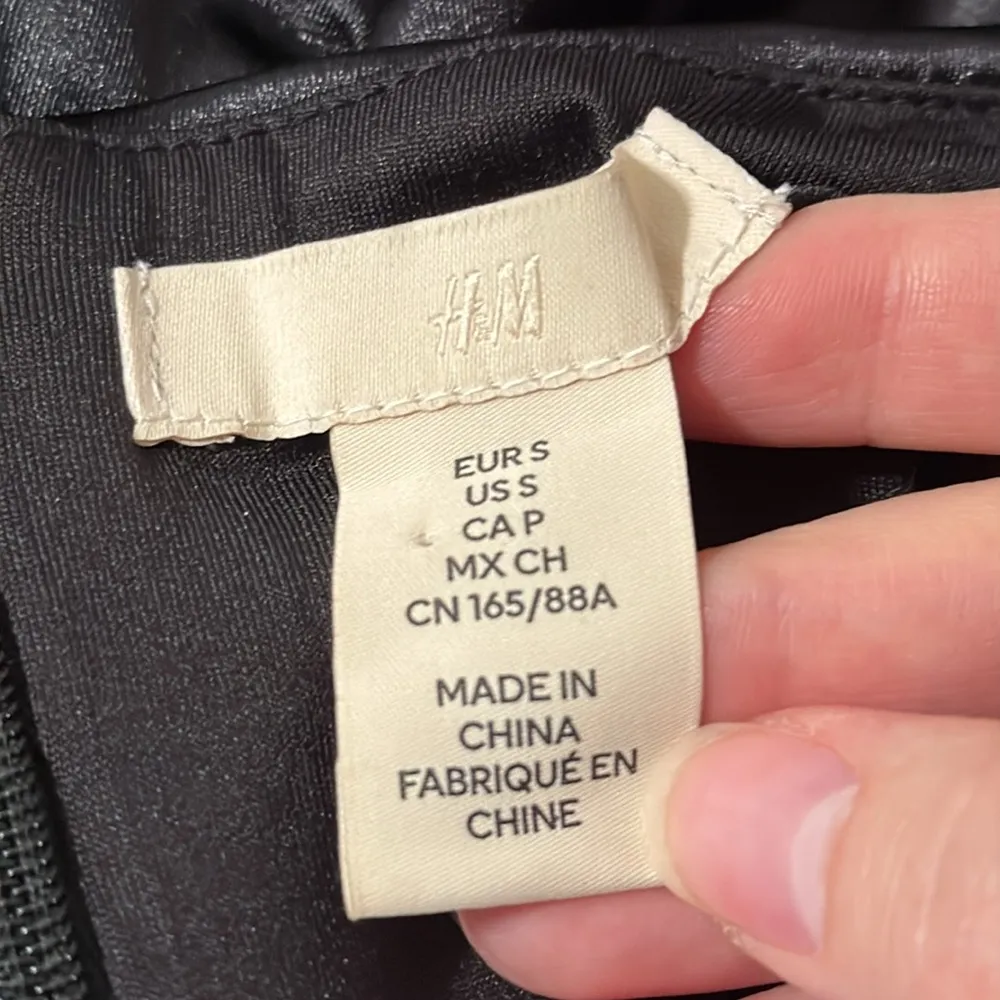 H&M
EUR S
US S
CA P
MX CH
CN 165/88A
MADE IN
CHINA
FABRIQUÉ EN
CHINE